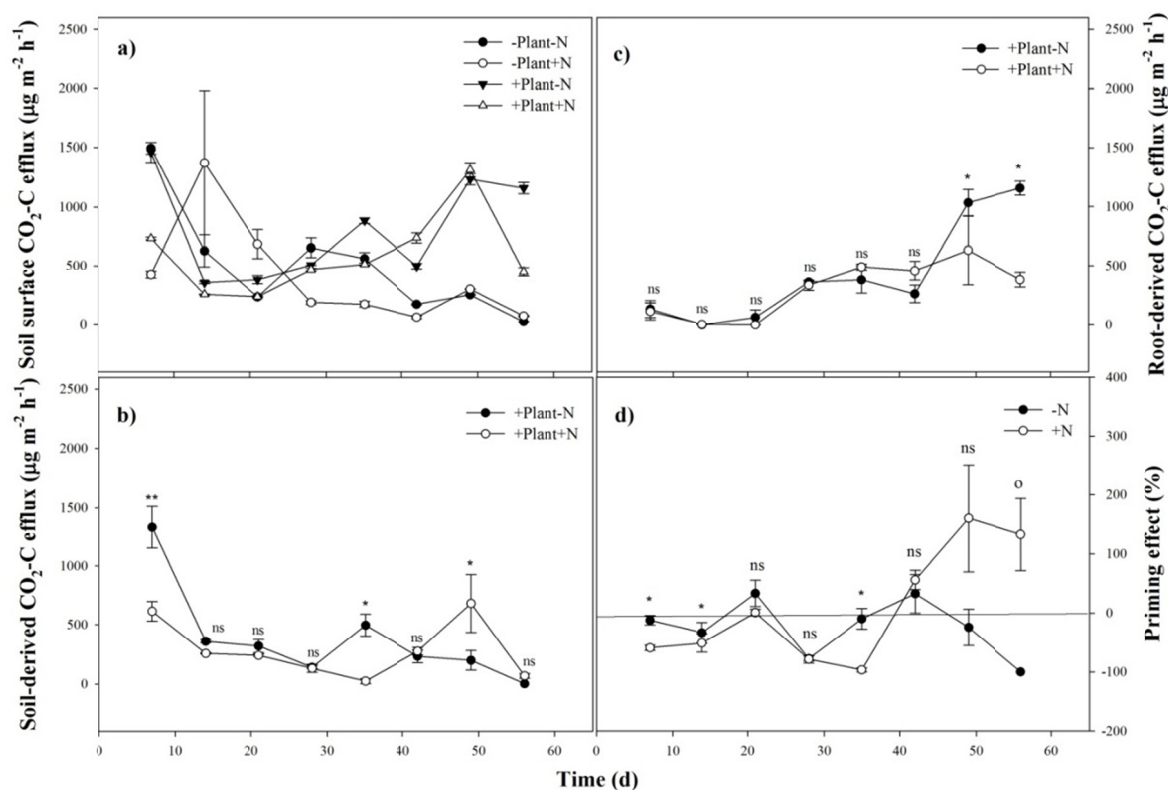 a)
Soil surface CO₂-C efflux (µg m⁻² h⁻¹)
2500
2000
1500
1000
500
0
-Plant-N
-Plant+N
+Plant-N
+Plant+N
c)
+Plant-N
+Plant+N
ns
ns
ns
ns
ns
ns
*
*
2500
2000
1500
1000
500
0
Root-derived CO₂-C efflux (µg m⁻² h⁻¹)
b)
Soil-derived CO₂-C efflux (µg m⁻² h⁻¹)
2500
2000
1500
1000
500
0
+Plant-N
+Plant+N
**
ns
ns
ns
*
ns
*
ns
0
10
20
30
40
50
60
d)
-N
+N
*
*
ns
ns
*
ns
ns
o
400
300
200
100
0
-100
-200
Priming effect (%)
0
10
20
30
40
50
60
Time (d)